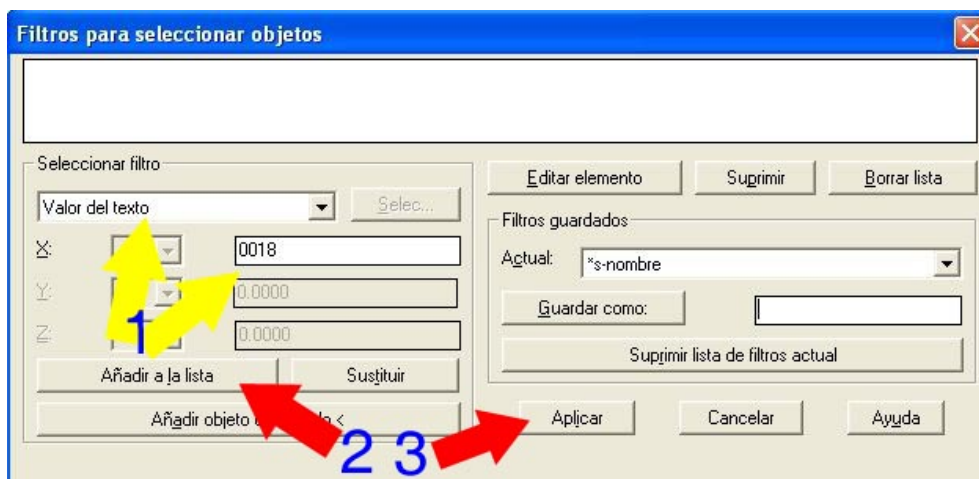 Filtros para seleccionar objetos
Seleccionar filtro
Valor del texto
Selec...
X:
0018
Y:
0.0000
Z:
0.0000
1
Añadir a la lista
Sustituir
Añadir objeto <
2
3
Editar elemento
Suprimir
Borrar lista
Filtros guardados
Actual:
*s-nombre
Guardar como:
Suprimir lista de filtros actual
Aplicar
Cancelar
Ayuda